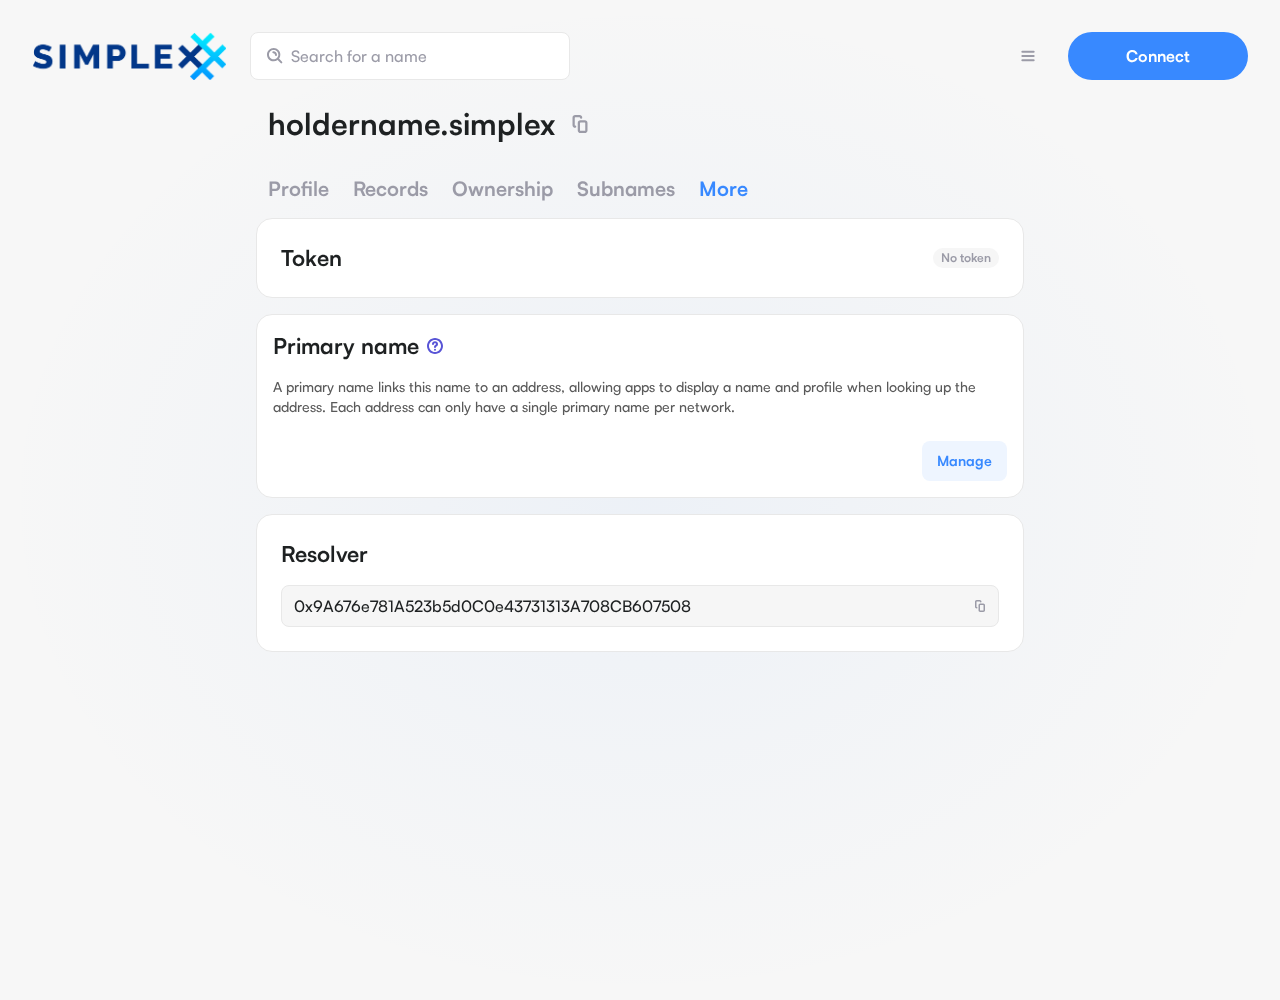 SIMPLEX
Search for a name
Connect
holdername.simplex
Profile Records Ownership Subnames More
Token
No token
Primary name
A primary name links this name to an address, allowing apps to display a name and profile when looking up the
address. Each address can only have a single primary name per network.
Manage
Resolver
0x9A676e781A523b5d0C0e43731313A708CB607508